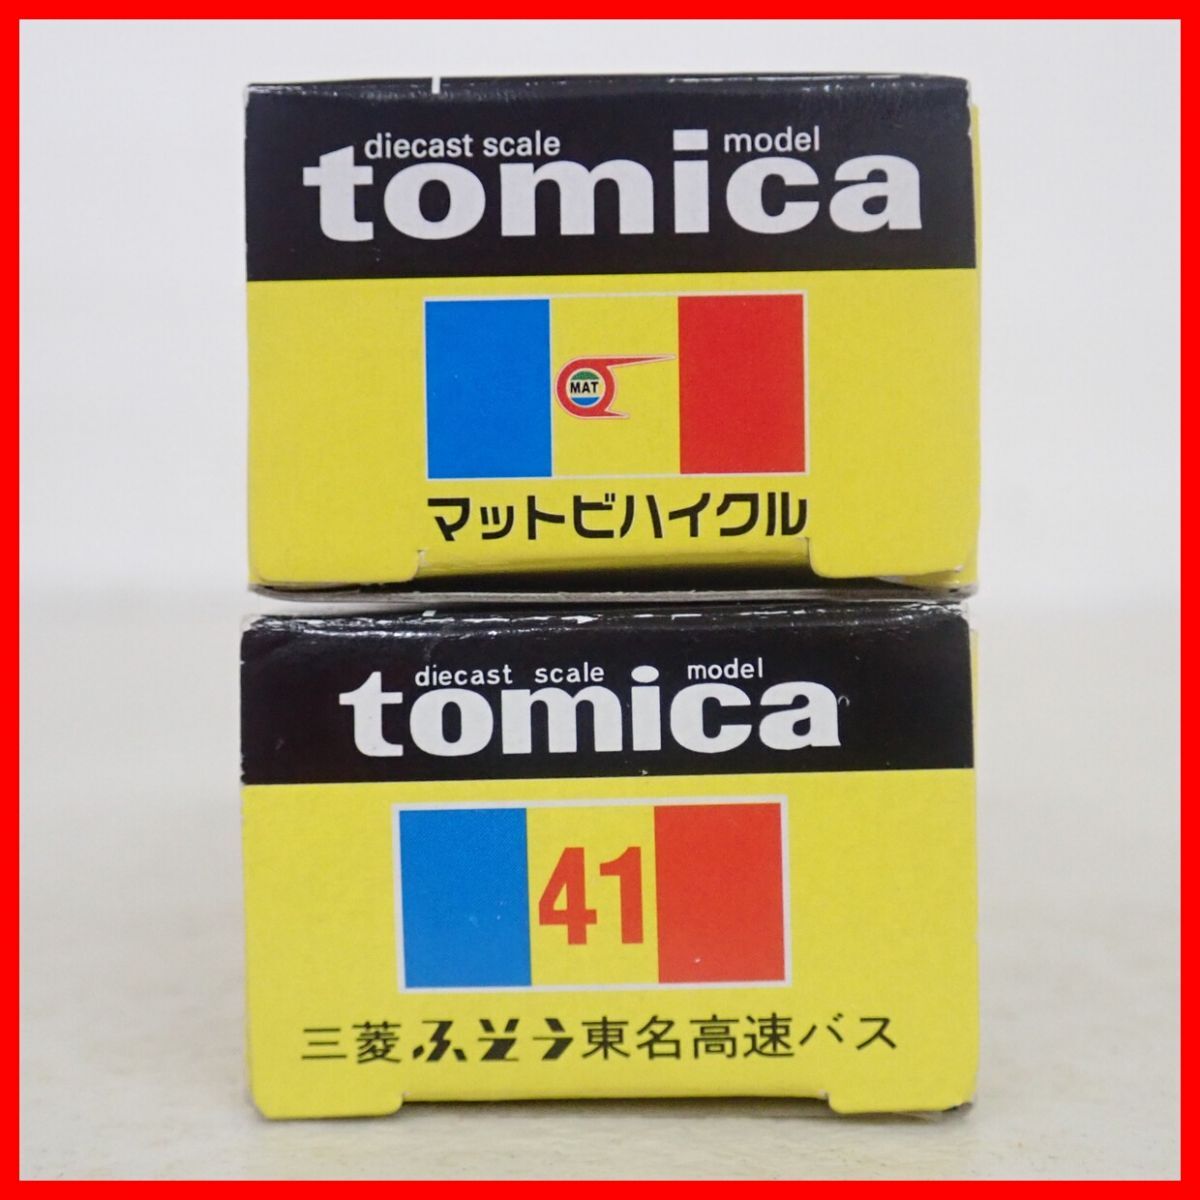 diecast scale model
tomica
MAT
マットビハイクル
diecast scale model
tomica
41
三菱ふそう東名高速バス